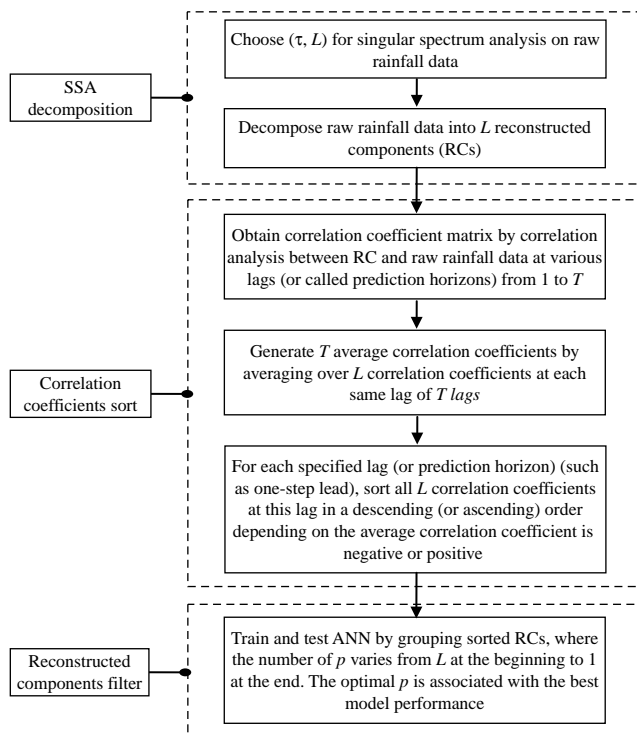 Choose (τ, L) for singular spectrum analysis on raw
rainfall data
SSA
decomposition
Decompose raw rainfall data into L reconstructed
components (RCs)
Obtain correlation coefficient matrix by correlation
analysis between RC and raw rainfall data at various
lags (or called prediction horizons) from 1 to T
Generate T average correlation coefficients by
averaging over L correlation coefficients at each
same lag of T lags
Correlation
coefficients sort
For each specified lag (or prediction horizon) (such
as one-step lead), sort all L correlation coefficients
at this lag in a descending (or ascending) order
depending on the average correlation coefficient is
negative or positive
Reconstructed
components filter
Train and test ANN by grouping sorted RCs, where
the number of p varies from L at the beginning to 1
at the end. The optimal p is associated with the best
model performance